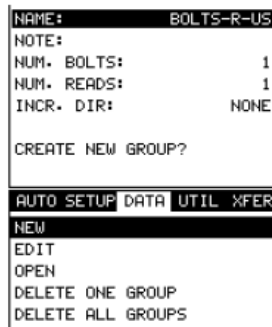 NAME: BOLTS-R-US
NOTE:
NUM. BOLTS: 1
NUM. READS: 1
INCR. DIR: NONE
CREATE NEW GROUP?
AUTO SETUP DATA UTIL XFER
NEW
EDIT
OPEN
DELETE ONE GROUP
DELETE ALL GROUPS